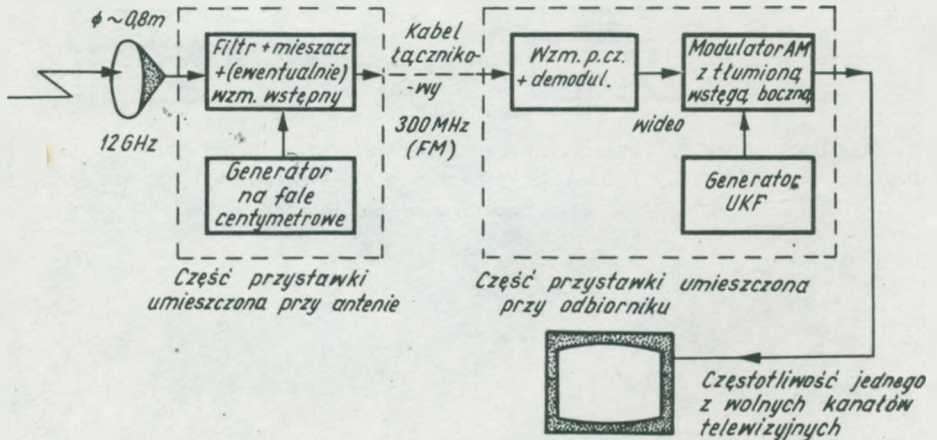 ϕ ~ 0,8m
12 GHz
Filtr + mieszacz
+(ewentualnie)
wzm. wstępny
Generator
na fale
centymetrowe
Część przystawki
umieszczona przy antenie
Kabel
łączniko-
-wy
300 MHz
(FM)
Wzm. p.cz.
+ demodul.
wideo
Modulator AM
z tłumioną
wstęgą boczną
Generator
UKF
Część przystawki umieszczona
przy odbiorniku
Częstotliwość jednego
z wolnych kanałów
telewizyjnych